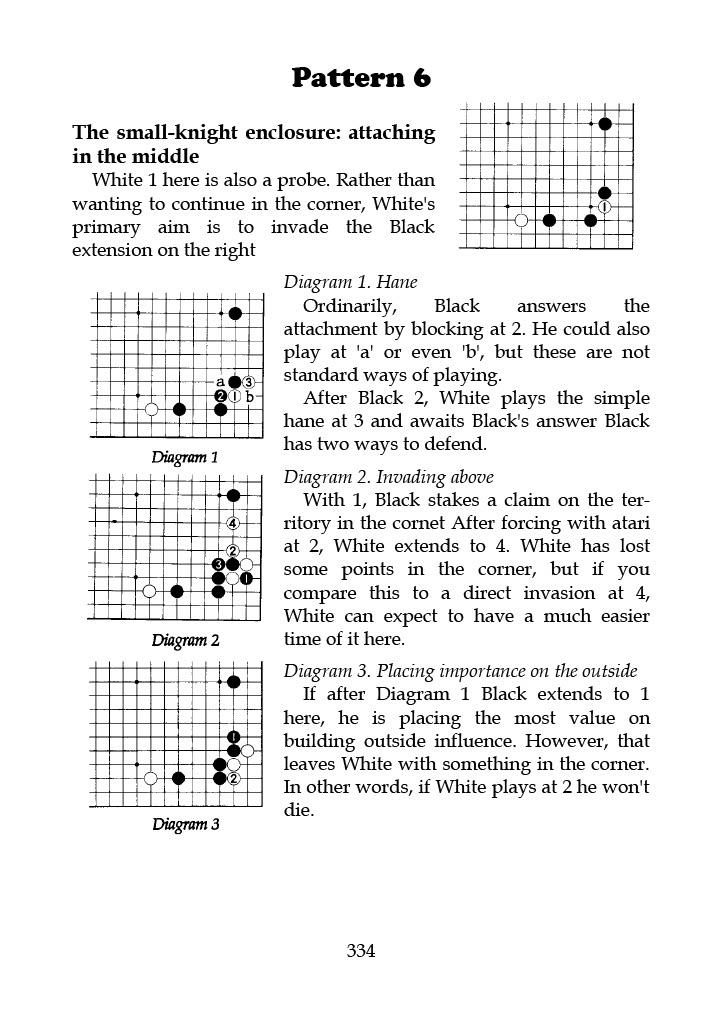 Pattern 6
The small-knight enclosure: attaching
in the middle
White 1 here is also a probe. Rather than
wanting to continue in the corner, White's
primary aim is to invade the Black
extension on the right
1
Diagram 1. Hane
Ordinarily, Black answers the
attachment by blocking at 2. He could also
play at 'a' or even 'b', but these are not
standard ways of playing.
After Black 2, White plays the simple
hane at 3 and awaits Black's answer Black
has two ways to defend.
a 3
2 1 b
Diagram 1
Diagram 2. Invading above
With 1, Black stakes a claim on the ter-
ritory in the cornet After forcing with atari
at 2, White extends to 4. White has lost
some points in the corner, but if you
compare this to a direct invasion at 4,
White can expect to have a much easier
time of it here.
4
2
3
1
Diagram 2
Diagram 3. Placing importance on the outside
If after Diagram 1 Black extends to 1
here, he is placing the most value on
building outside influence. However, that
leaves White with something in the corner.
In other words, if White plays at 2 he won't
die.
1
2
Diagram 3
334